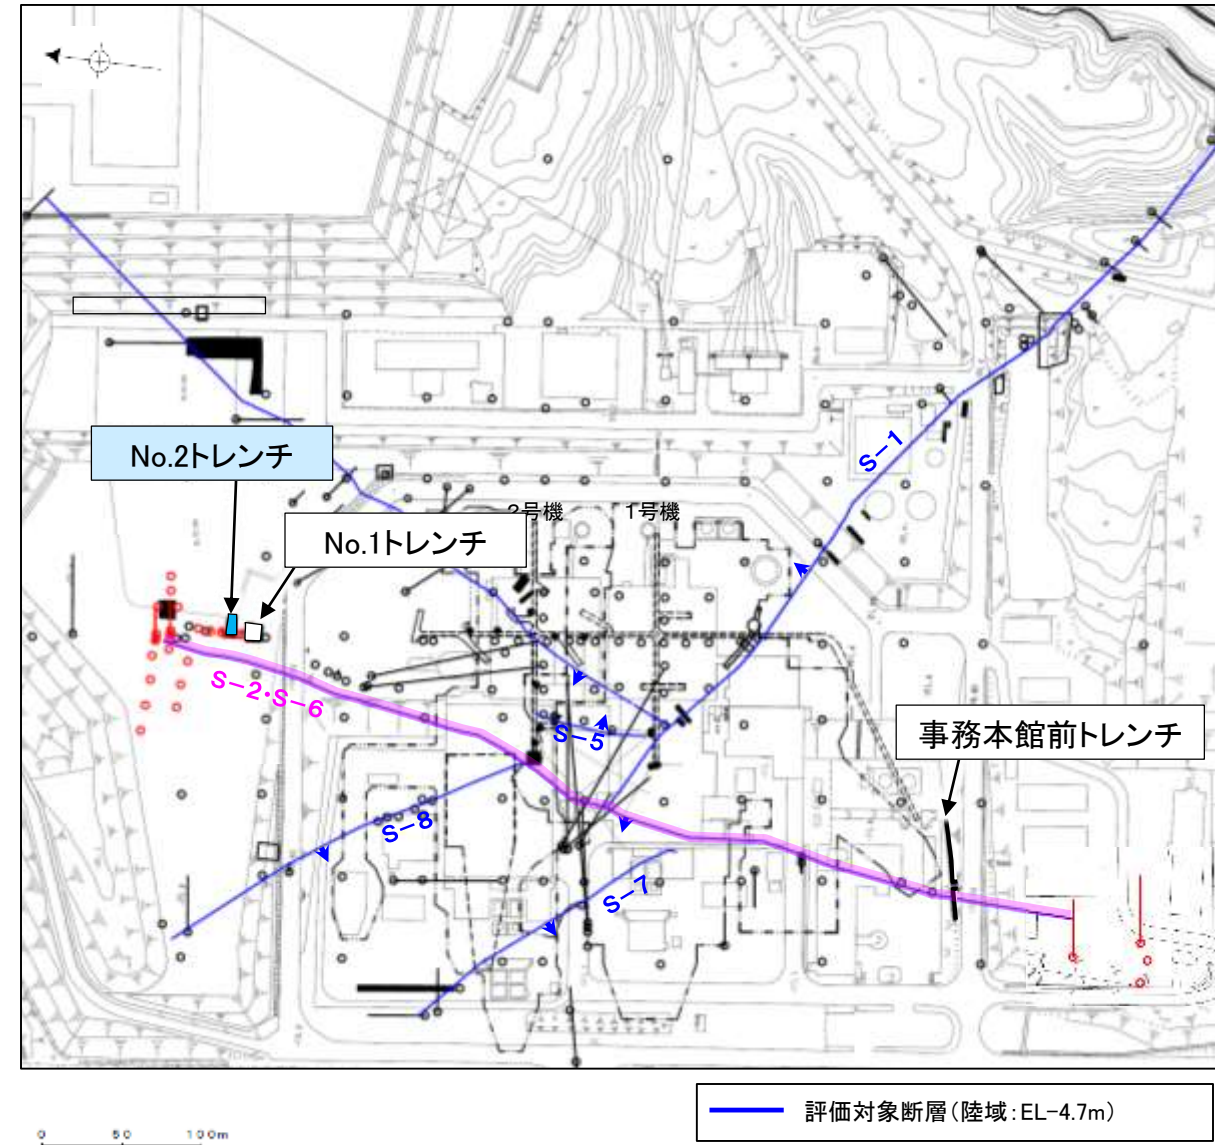 No.2トレンチ
No.1トレンチ
2号機
1号機
S-1
S-2・S-6
S-5
事務本館前トレンチ
S-8
S-7
評価対象断層(陸域:EL-4.7m)
0 50 100m